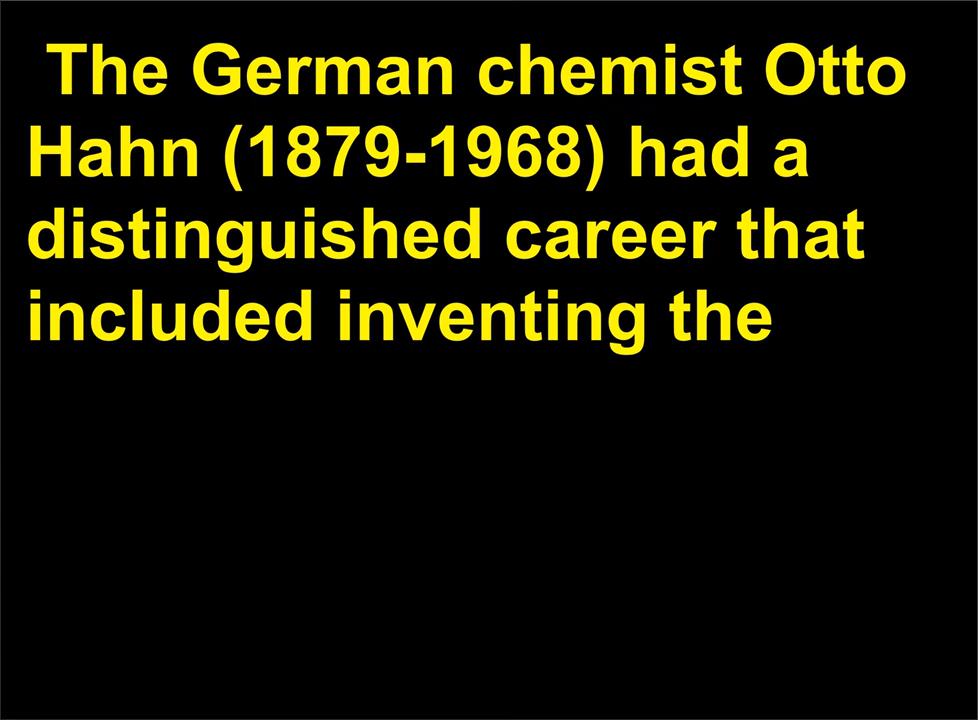 The German chemist Otto
Hahn (1879-1968) had a
distinguished career that
included inventing the